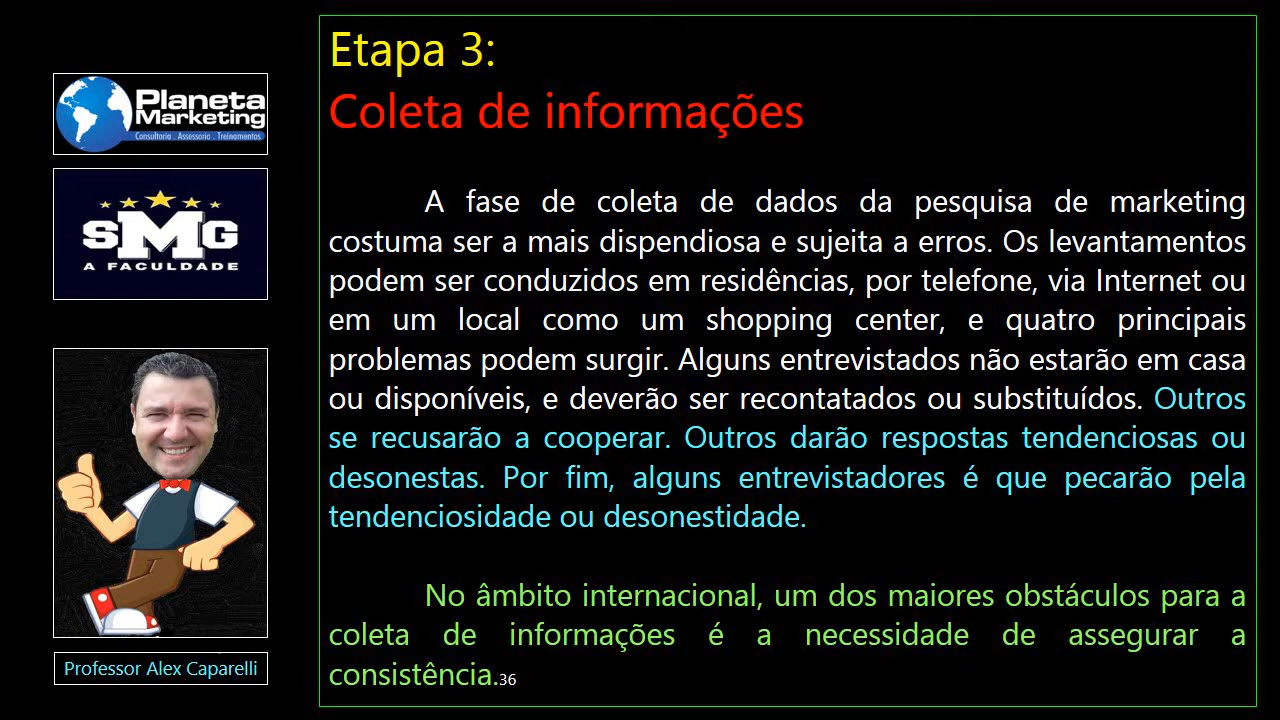 Planeta
Marketing
Consultoria . Assessoria . Treinamentos
SMG
A FACULDADE
Professor Alex Caparelli
Etapa 3:
Coleta de informações
A fase de coleta de dados da pesquisa de marketing
costuma ser a mais dispendiosa e sujeita a erros. Os levantamentos
podem ser conduzidos em residências, por telefone, via Internet ou
em um local como um shopping center, e quatro principais
problemas podem surgir. Alguns entrevistados não estarão em casa
ou disponíveis, e deverão ser recontatados ou substituídos. Outros
se recusarão a cooperar. Outros darão respostas tendenciosas ou
desonestas. Por fim, alguns entrevistadores é que pecarão pela
tendenciosidade ou desonestidade.
No âmbito internacional, um dos maiores obstáculos para a
coleta de informações é a necessidade de assegurar a
consistência.36